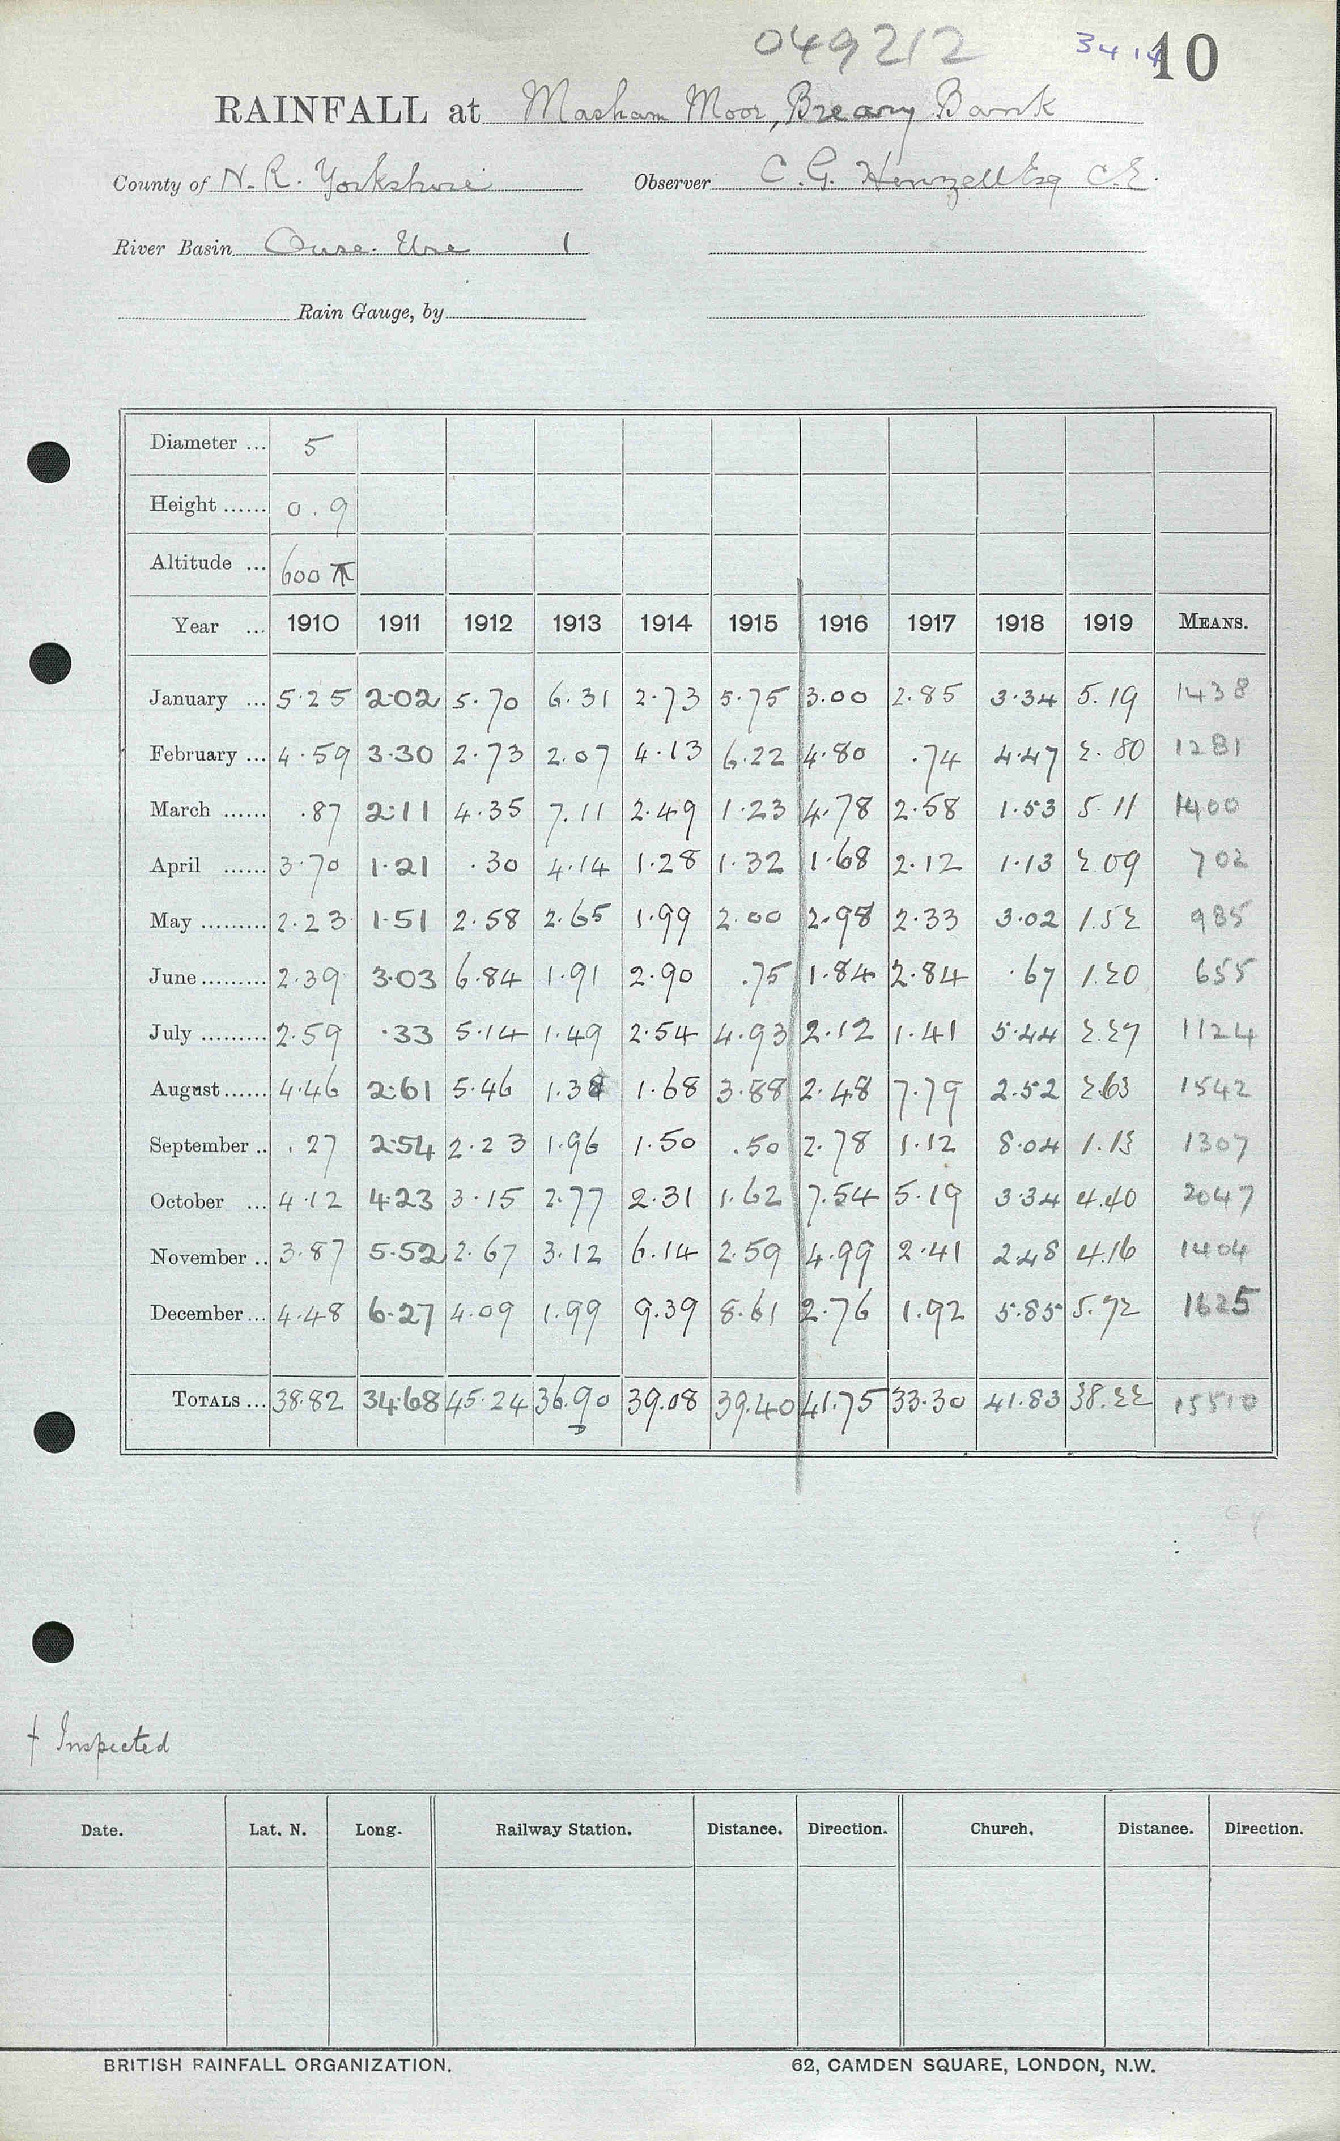 049212 3414 10
RAINFALL at Masham Moor, Breary Bank
County of N. R. Yorkshire Observer C. G. Henzell Esq C.E.
River Basin Ouse. Ure 1
Rain Gauge, by
Diameter ... 5
Height ...... 0.9
Altitude ... 600
Year ... 1910 1911 1912 1913 1914 1915 1916 1917 1918 1919 MEANS.
January ... 5.25 2.02 5.70 6.31 2.73 5.75 3.00 2.85 3.34 5.19 1438
February ... 4.59 3.30 2.73 2.07 4.13 6.22 4.80 .74 4.47 2.80 1281
March ...... .87 2.11 4.35 7.11 2.49 1.23 4.78 2.58 1.53 5.11 1400
April ...... 3.70 1.21 .30 4.14 1.28 1.32 1.68 2.12 1.13 2.09 702
May ......... 2.23 1.51 2.58 2.65 1.99 2.00 2.98 2.33 3.02 1.52 985
June ......... 2.39 3.03 6.84 1.91 2.90 .75 1.84 2.84 .67 1.20 655
July ......... 2.59 .33 5.14 1.49 2.54 4.93 2.12 1.41 5.44 2.27 1124
August ...... 4.46 2.61 5.46 1.38 1.68 3.88 2.48 7.79 2.52 2.63 1542
September .. .27 2.54 2.23 1.96 1.50 .50 2.78 1.12 8.04 1.13 1307
October ... 4.12 4.23 3.15 2.77 2.31 1.62 7.54 5.19 3.34 4.40 2047
November .. 3.87 5.52 2.67 3.12 6.14 2.59 4.99 2.41 2.48 4.16 1404
December ... 4.48 6.27 4.09 1.99 9.39 8.61 2.76 1.92 5.85 5.72 1625
TOTALS ... 38.82 34.68 45.24 36.90 39.08 39.40 41.75 33.30 41.83 38.22 15510
† Inspected
Date. Lat. N. Long. Railway Station. Distance. Direction. Church. Distance. Direction.
BRITISH RAINFALL ORGANIZATION. 62, CAMDEN SQUARE, LONDON, N.W.